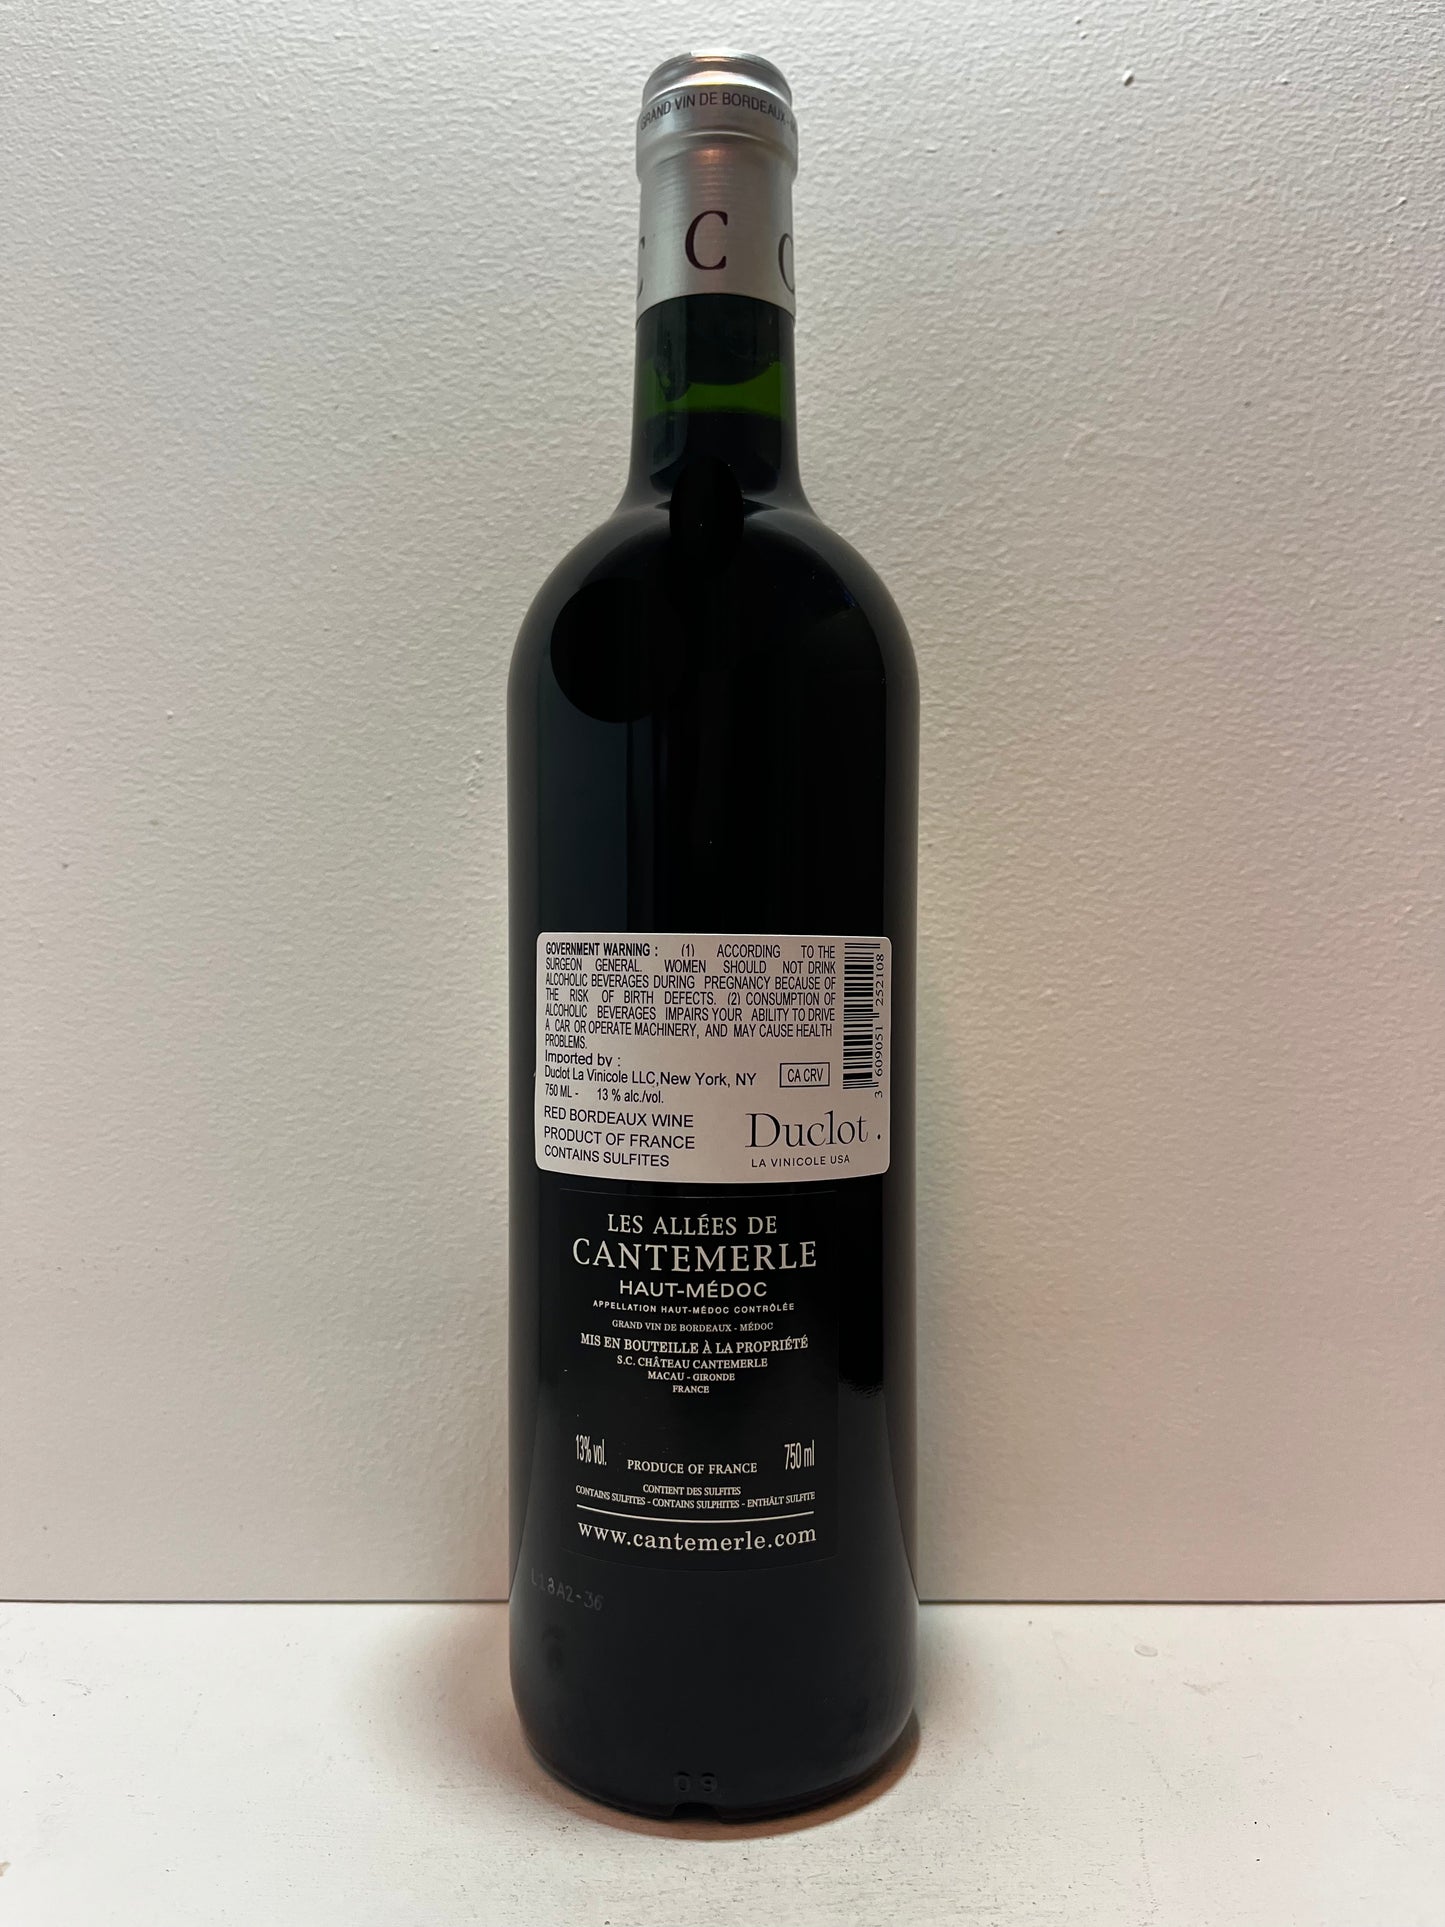 GRAND VIN DE BORDEAUX
C
GOVERNMENT WARNING : (1) ACCORDING TO THE
SURGEON GENERAL. WOMEN SHOULD NOT DRINK
ALCOHOLIC BEVERAGES DURING PREGNANCY BECAUSE OF
THE RISK OF BIRTH DEFECTS. (2) CONSUMPTION OF
ALCOHOLIC BEVERAGES IMPAIRS YOUR ABILITY TO DRIVE
A CAR OR OPERATE MACHINERY, AND MAY CAUSE HEALTH
PROBLEMS.
Imported by :
Duclot La Vinicole LLC,New York, NY
CA CRV
750 ML - 13 % alc./vol.
RED BORDEAUX WINE
PRODUCT OF FRANCE
CONTAINS SULFITES
3 609051 252108
Duclot.
LA VINICOLE USA
LES ALLÉES DE
CANTEMERLE
HAUT-MÉDOC
APPELLATION HAUT-MÉDOC CONTRÔLÉE
GRAND VIN DE BORDEAUX - MÉDOC
MIS EN BOUTEILLE À LA PROPRIÉTÉ
S.C. CHÂTEAU CANTEMERLE
MACAU - GIRONDE
FRANCE
13% vol. PRODUCE OF FRANCE 750 ml
CONTIENT DES SULFITES
CONTAINS SULFITES - CONTAINS SULPHITES - ENTHÄLT SULFITE
www.cantemerle.com
09